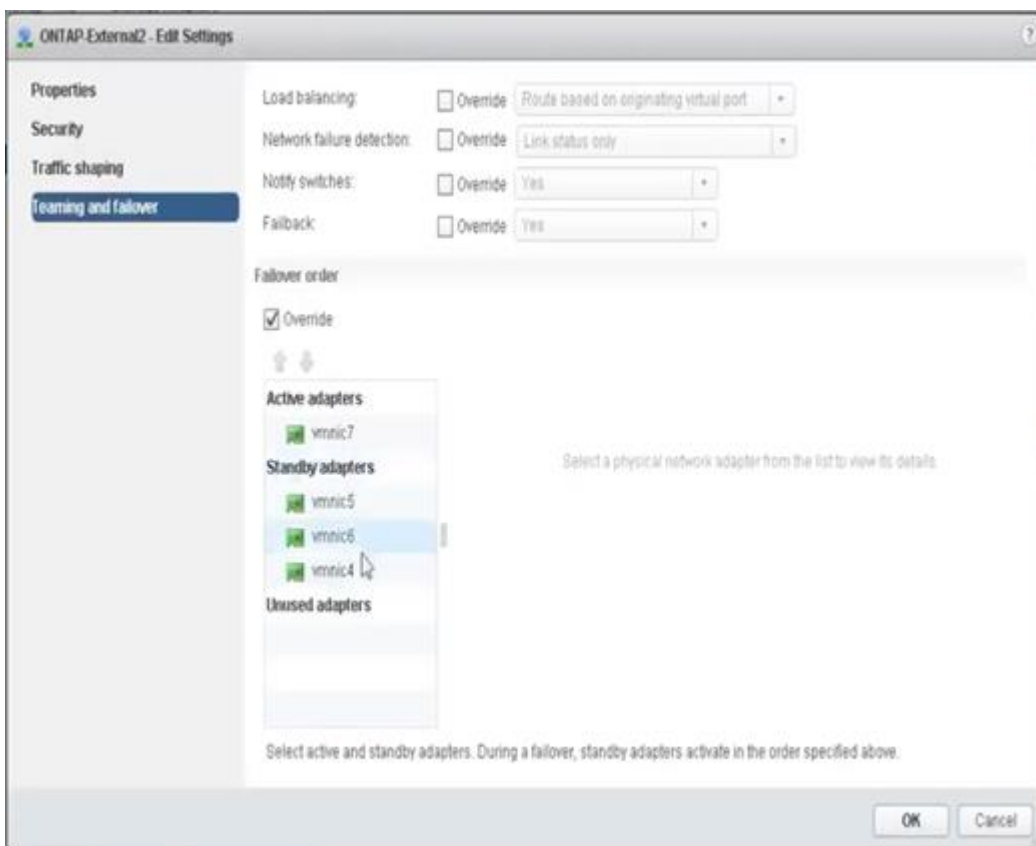 ONTAP-External2 - Edit Settings
?
Properties
Security
Traffic shaping
Teaming and failover
Load balancing:
Override
Route based on originating virtual port
Network failure detection:
Override
Link status only
Notify switches:
Override
Yes
Failback:
Override
Yes
Failover order
Override
Active adapters
vmnic7
Standby adapters
vmnic5
vmnic6
vmnic4
Unused adapters
Select a physical network adapter from the list to view its details.
Select active and standby adapters. During a failover, standby adapters activate in the order specified above.
OK
Cancel